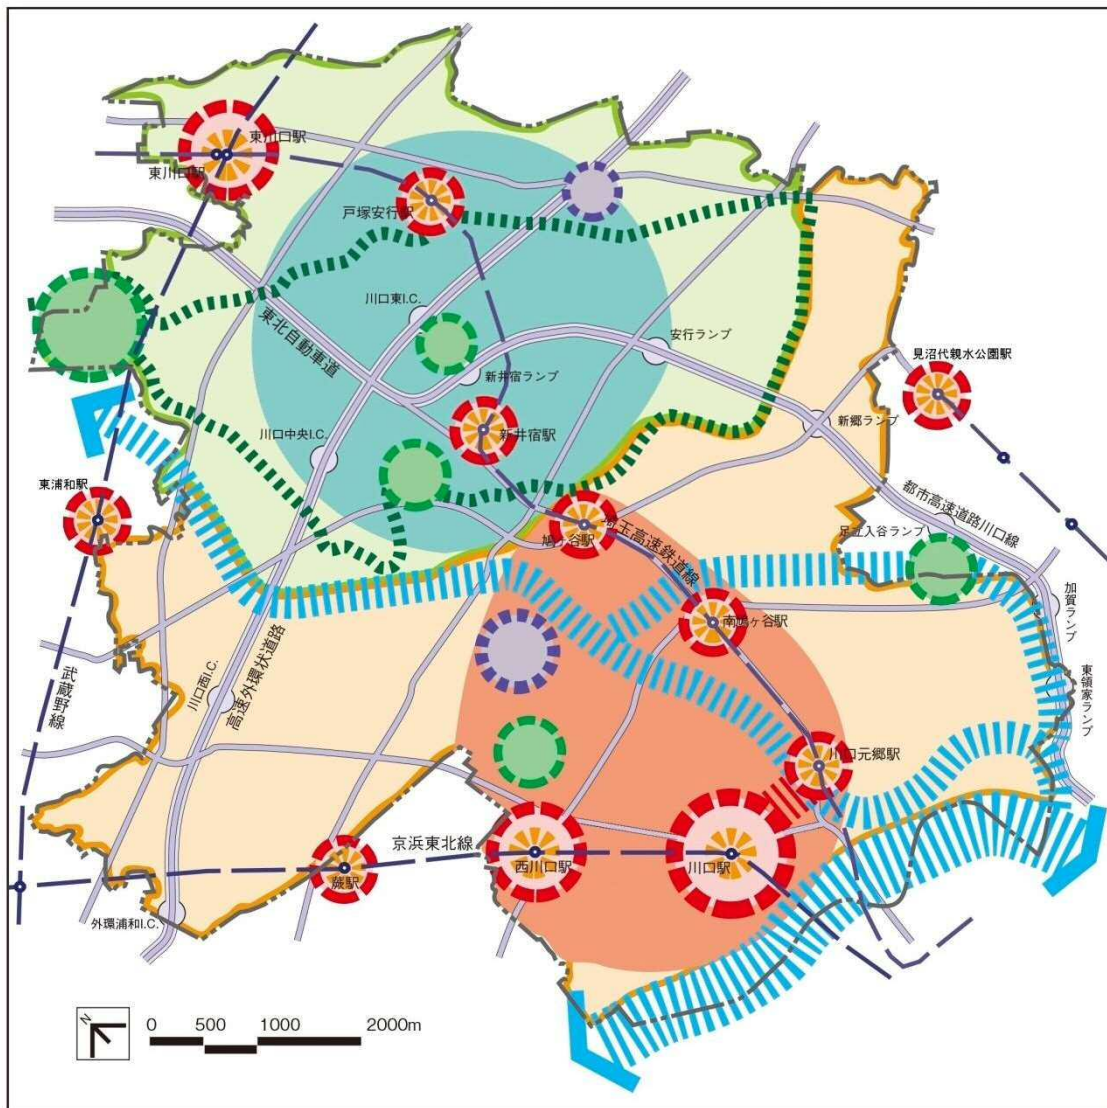 東川口駅
東川口駅
戸塚安行駅
川口東I.C.
東北自動車道
安行ランプ
見沼代親水公園駅
新井宿ランプ
新郷ランプ
川口中央I.C.
新井宿駅
東浦和駅
都市高速道路川口線
足立入谷ランプ
鳩ヶ谷駅
埼玉高速鉄道線
加賀ランプ
南鳩ヶ谷駅
武蔵野線
川口西I.C.
高速外環状道路
東領家ランプ
川口元郷駅
京浜東北線
西川口駅
川口駅
蕨駅
外環浦和I.C.
N
0 500 1000 2000m